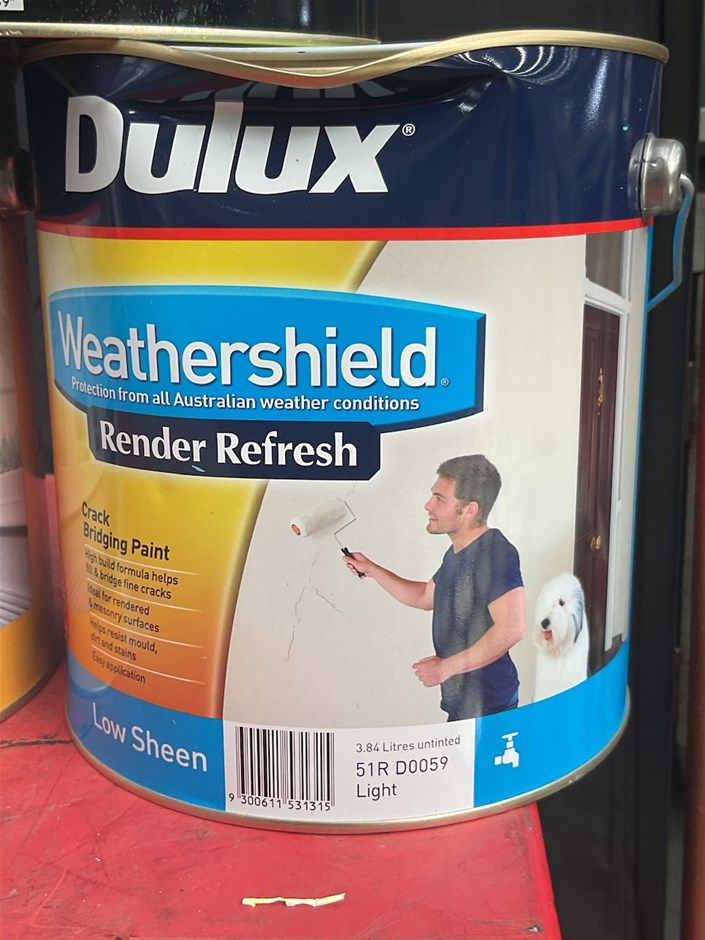 Dulux®
Weathershield®
Protection from all Australian weather conditions
Render Refresh
Crack
Bridging Paint
High build formula helps
fill & bridge fine cracks
Ideal for rendered
& masonry surfaces
Helps resist mould,
dirt and stains
Easy application
Low Sheen
9 300611 531315
3.84 Litres untinted
51R D0059
Light